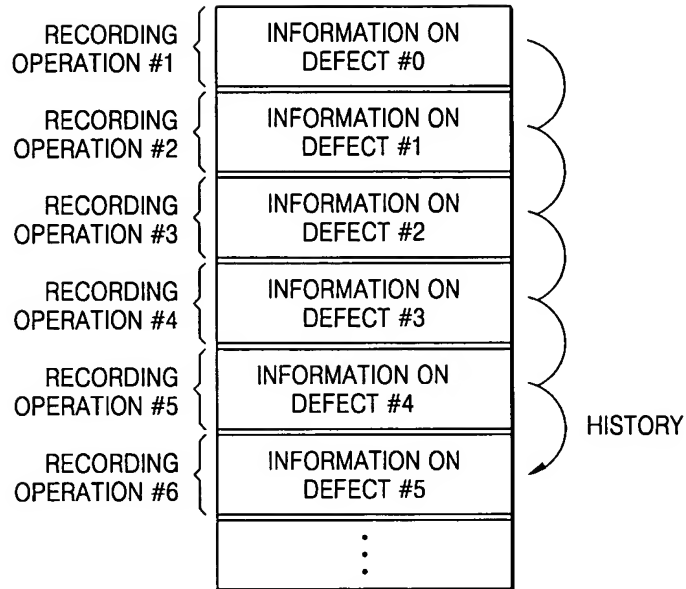 RECORDING
OPERATION #1
INFORMATION ON
DEFECT #0
RECORDING
OPERATION #2
INFORMATION ON
DEFECT #1
RECORDING
OPERATION #3
INFORMATION ON
DEFECT #2
RECORDING
OPERATION #4
INFORMATION ON
DEFECT #3
RECORDING
OPERATION #5
INFORMATION ON
DEFECT #4
HISTORY
RECORDING
OPERATION #6
INFORMATION ON
DEFECT #5